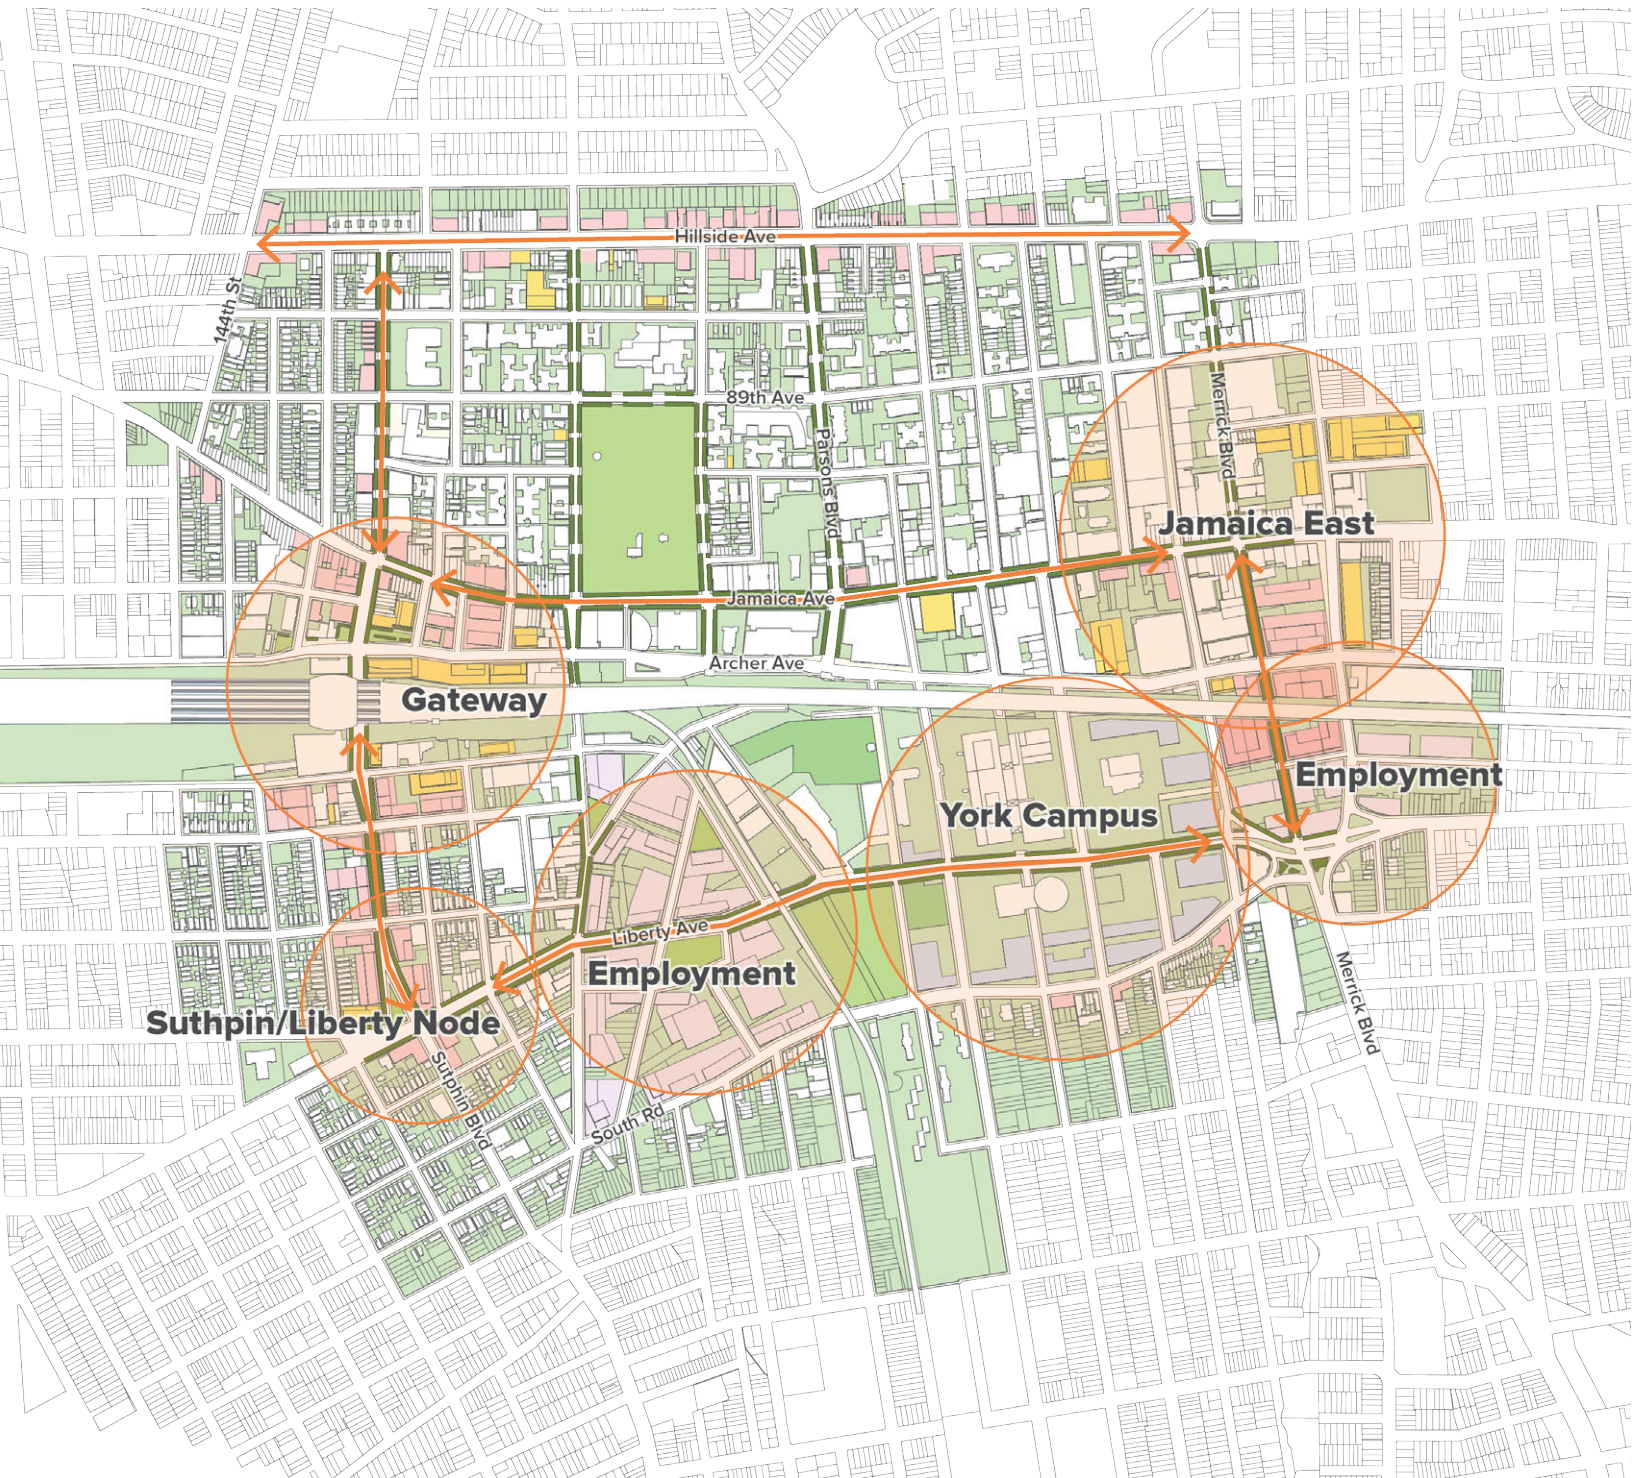 Hillside Ave
144th St
89th Ave
Merrick Blvd
Parsons Blvd
Jamaica East
Jamaica Ave
Archer Ave
Gateway
Employment
York Campus
Liberty Ave
Employment
Suthpin/Liberty Node
Merrick Blvd
Sutphin Blvd
South Rd